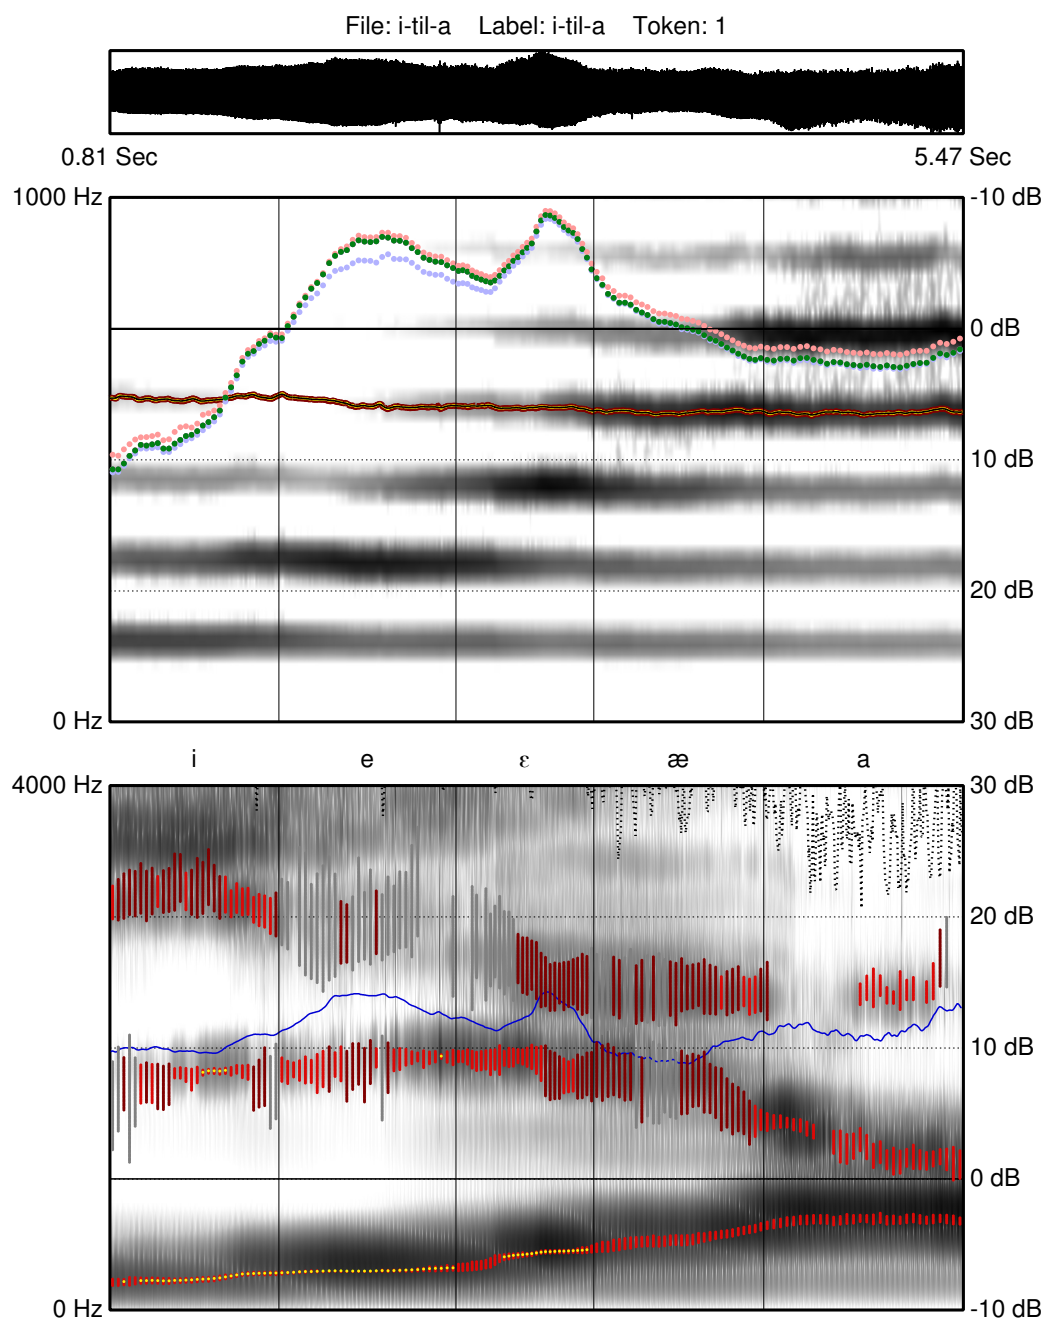 File: i-til-a Label: i-til-a Token: 1
0.81 Sec 5.47 Sec
1000 Hz -10 dB
0 dB
10 dB
20 dB
0 Hz 30 dB
i e ε æ a
4000 Hz 30 dB
20 dB
10 dB
0 dB
0 Hz -10 dB